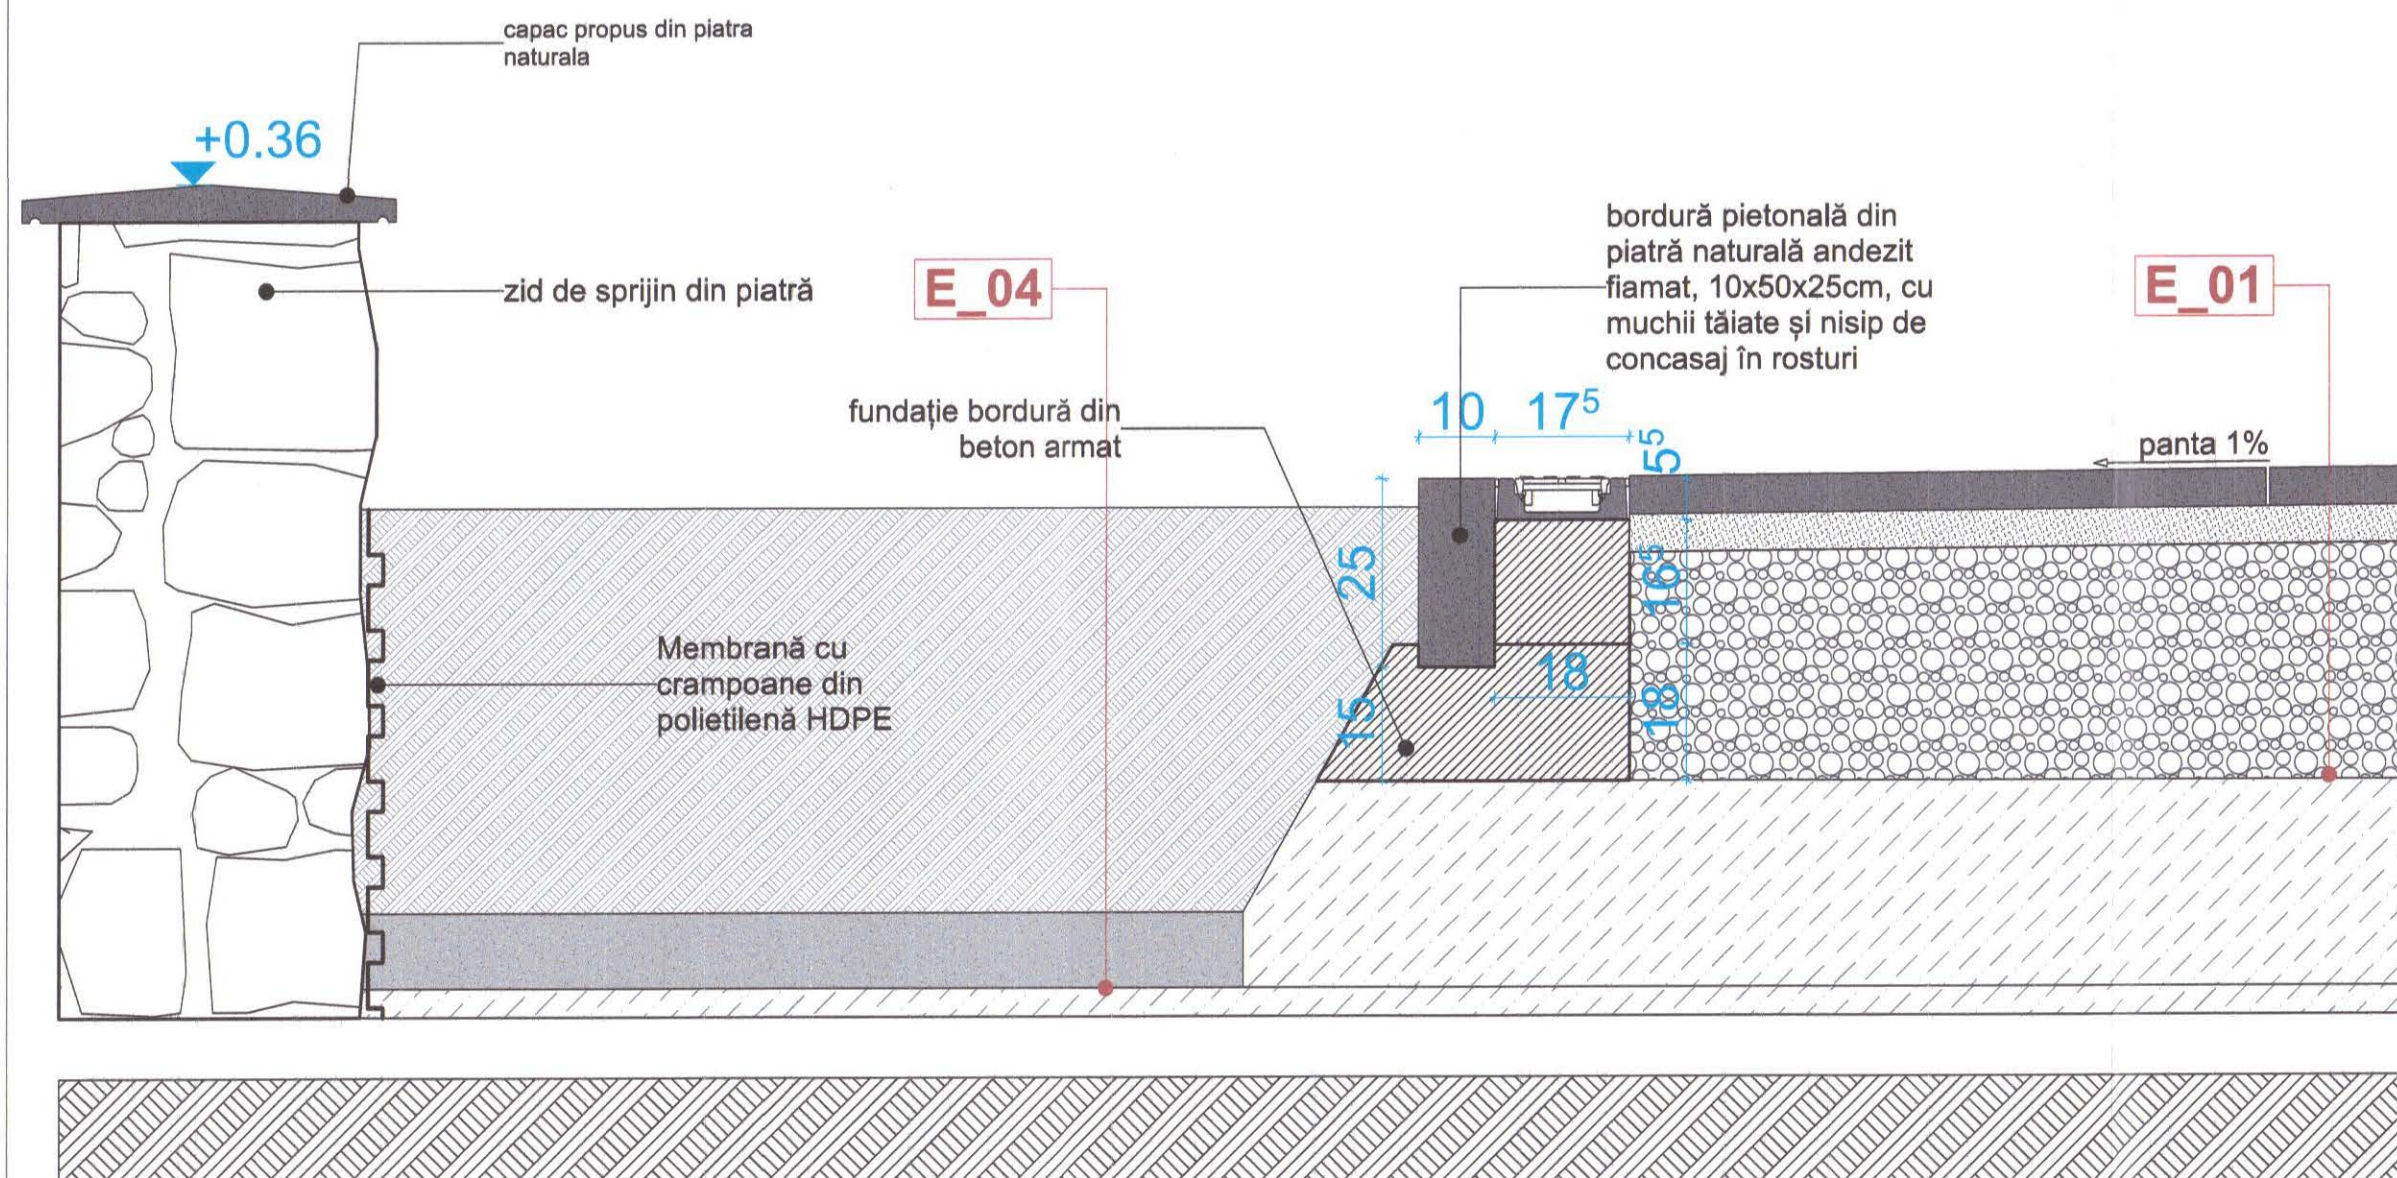 capac propus din piatra
naturala
+0.36
zid de sprijin din piatră
E_04
bordură pietonală din
piatră naturală andezit
fiamat, 10x50x25cm, cu
muchii tăiate și nisip de
concasaj în rosturi
E_01
fundație bordură din
beton armat
10
17⁵
5⁵
panta 1%
25
16⁵
Membrană cu
crampoane din
polietilenă HDPE
15
18
18